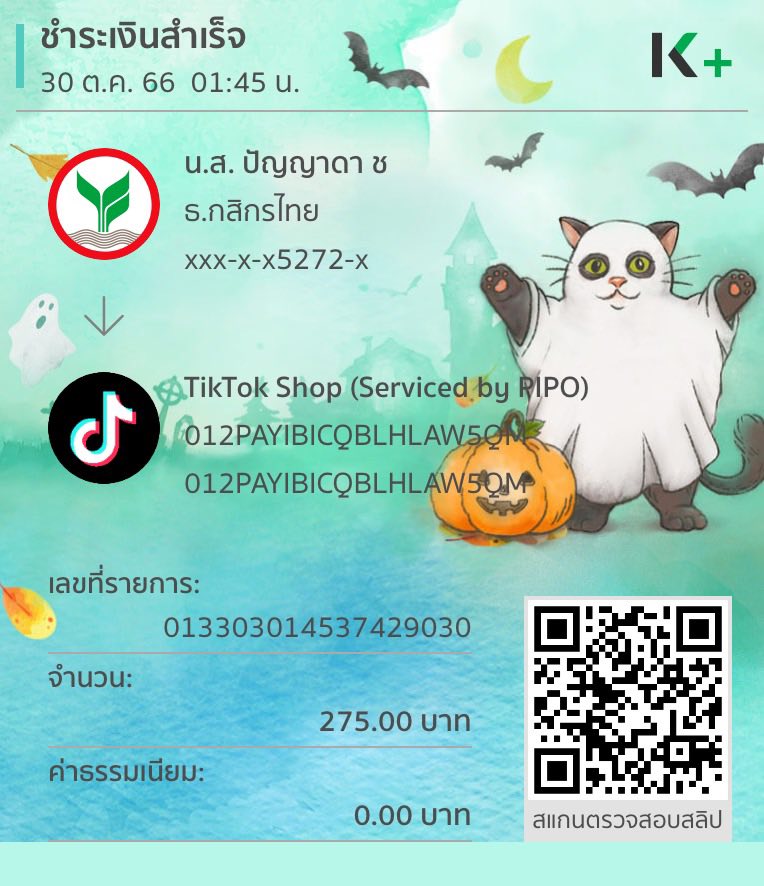 ชำระเงินสำเร็จ
30 ต.ค. 66 01:45 น.
K+
น.ส. ปัญญาดา ช
ธ.กสิกรไทย
xxx-x-x5272-x
TikTok Shop (Serviced by PIPO)
012PAYIBICQBLHLAW5QM
012PAYIBICQBLHLAW5QM
เลขที่รายการ:
013303014537429030
จำนวน:
275.00 บาท
ค่าธรรมเนียม:
0.00 บาท
สแกนตรวจสอบสลิป